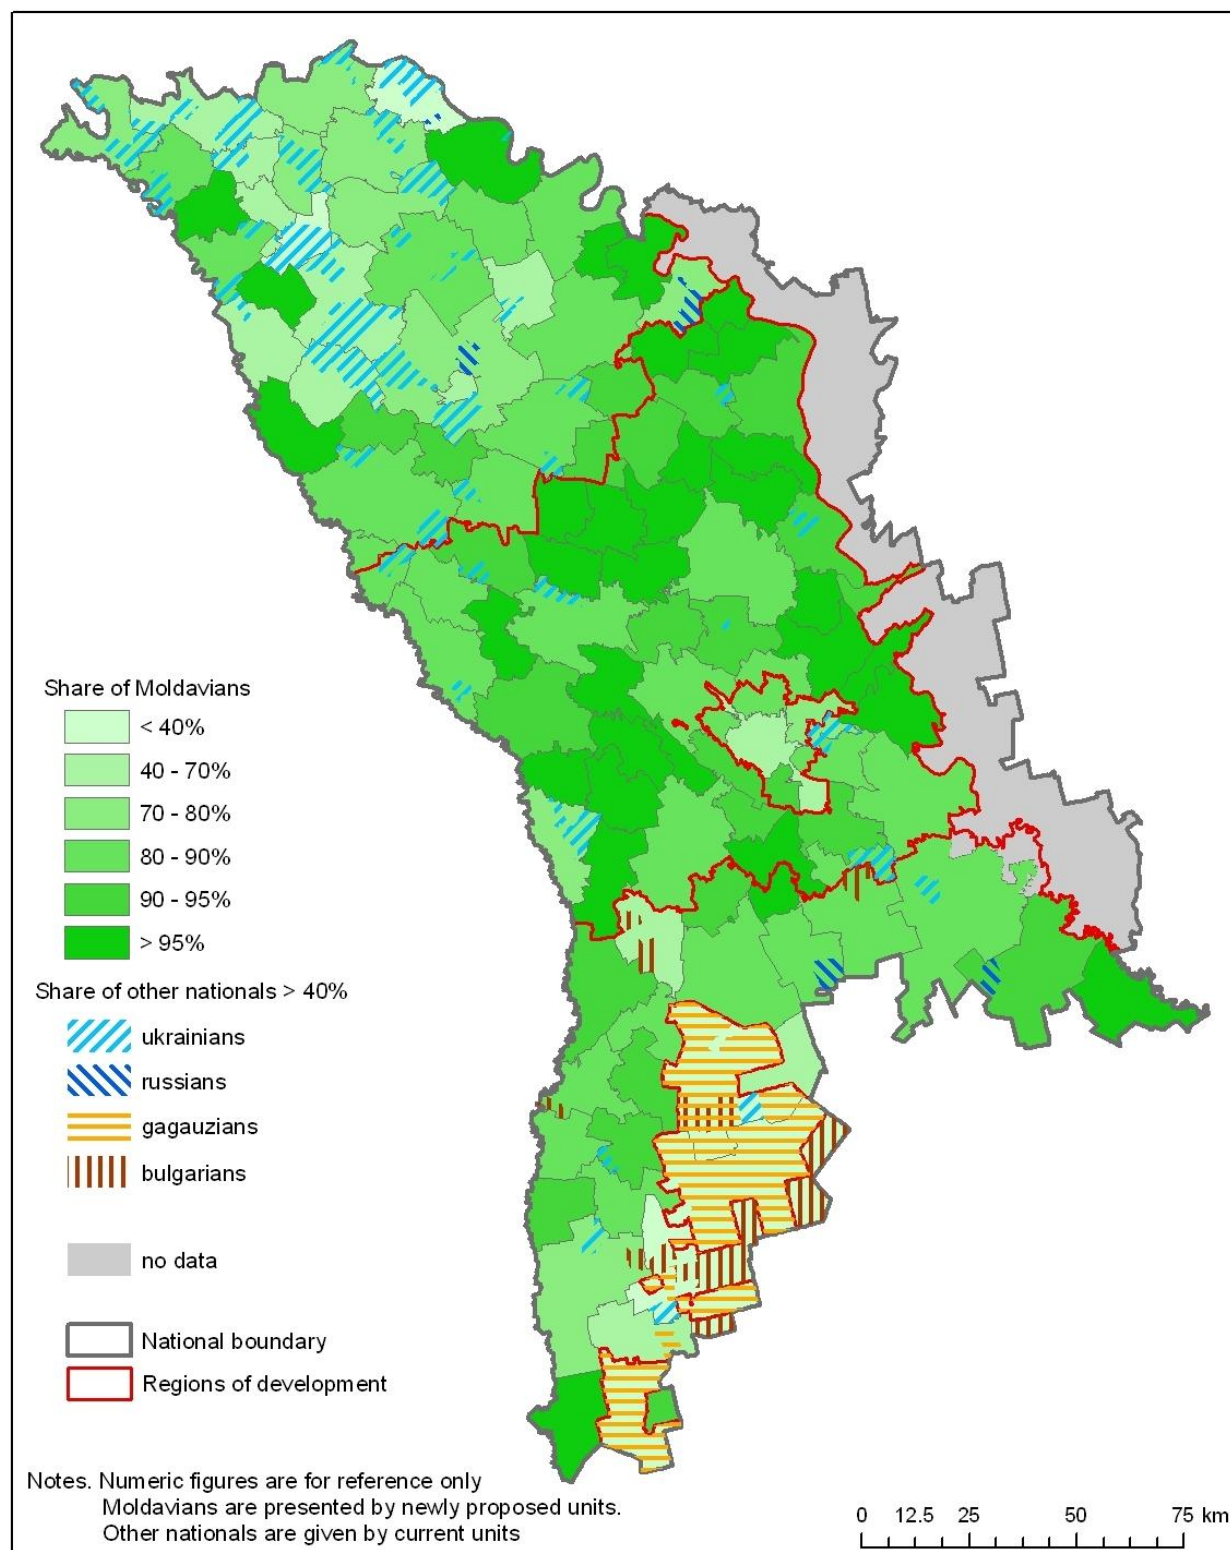 Share of Moldavians
< 40%
40 - 70%
70 - 80%
80 - 90%
90 - 95%
> 95%
Share of other nationals > 40%
ukrainians
russians
gagauzians
bulgarians
no data
National boundary
Regions of development
Notes. Numeric figures are for reference only
Moldavians are presented by newly proposed units.
Other nationals are given by current units
0 12.5 25 50 75 km